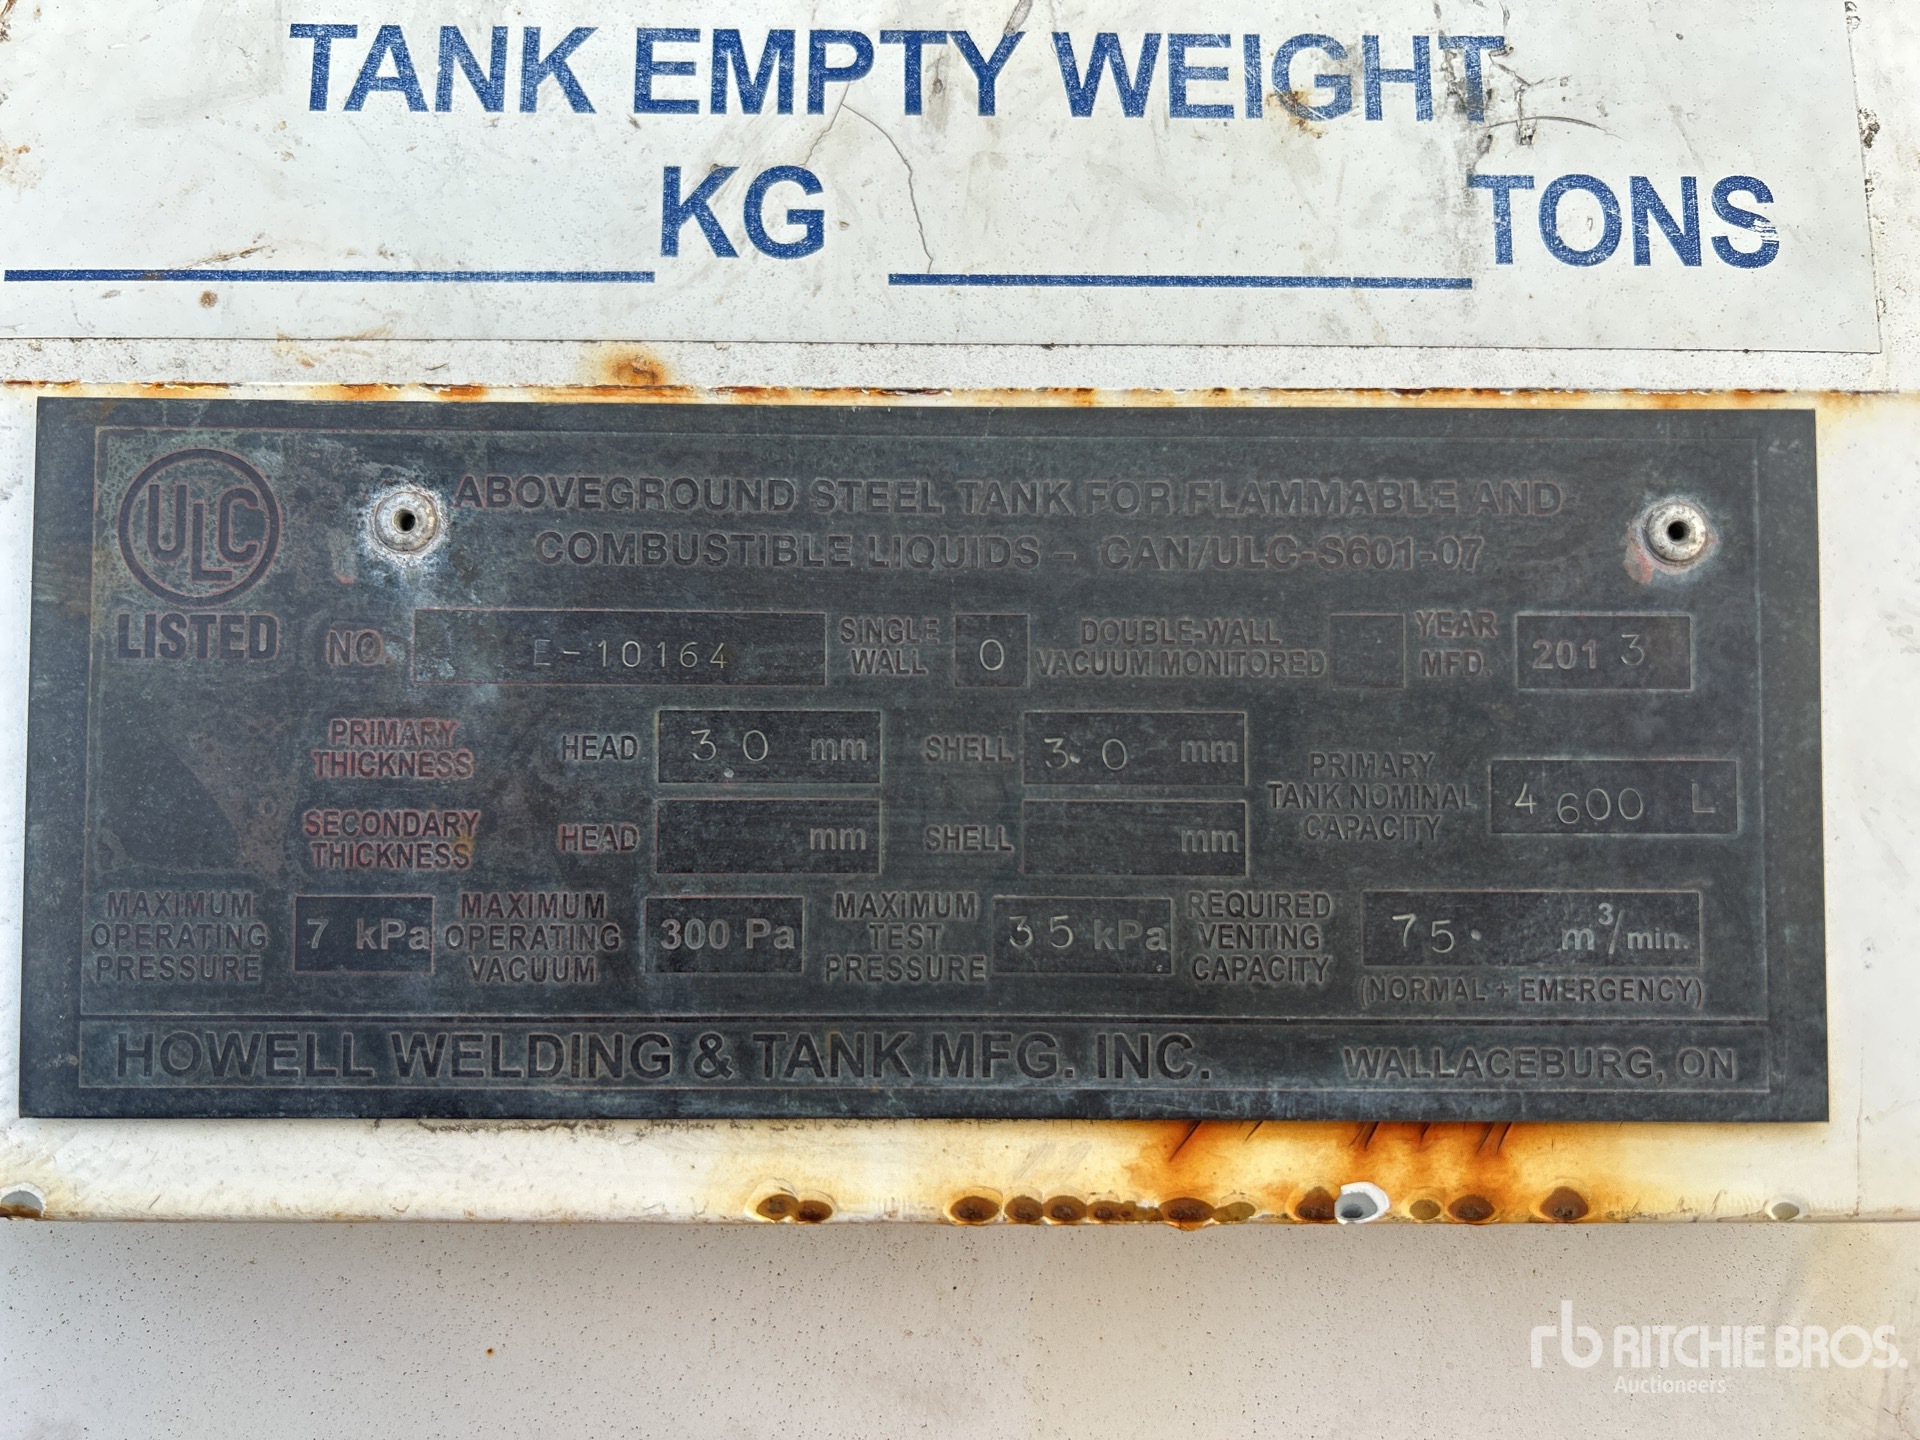 TANK EMPTY WEIGHT
KG TONS
ULC
LISTED
ABOVEGROUND STEEL TANK FOR FLAMMABLE AND
COMBUSTIBLE LIQUIDS - CAN/ULC-S601-07
NO. E-10164
SINGLE
WALL
O
DOUBLE-WALL
VACUUM MONITORED
YEAR
MFD.
2013
PRIMARY
THICKNESS
HEAD 3.0 mm SHELL 3.0 mm
PRIMARY
TANK NOMINAL
CAPACITY
4600 L
SECONDARY
THICKNESS
HEAD mm SHELL mm
MAXIMUM
OPERATING
PRESSURE
7 kPa
MAXIMUM
OPERATING
VACUUM
300 Pa
MAXIMUM
TEST
PRESSURE
35 kPa
REQUIRED
VENTING
CAPACITY
75. m³/min.
(NORMAL + EMERGENCY)
HOWELL WELDING & TANK MFG. INC. WALLACEBURG, ON
rb RITCHIE BROS.
Auctioneers